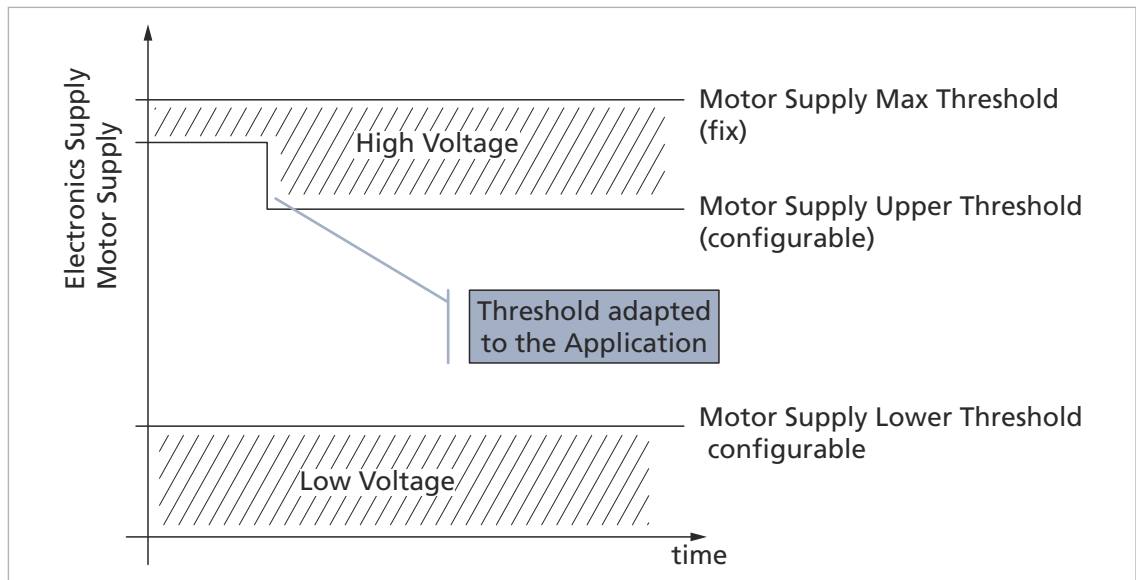 Electronics Supply
Motor Supply
Motor Supply Max Threshold
(fix)
High Voltage
Motor Supply Upper Threshold
(configurable)
Threshold adapted
to the Application
Motor Supply Lower Threshold
configurable
Low Voltage
time